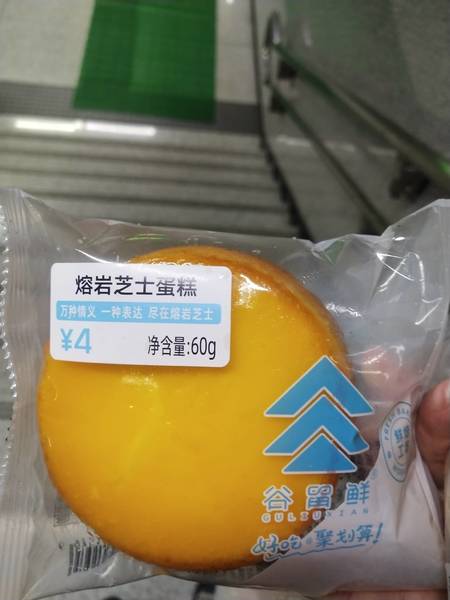 熔岩芝士蛋糕
万种情义 一种表达 尽在熔岩芝士
¥4
净含量:60g
谷留鲜
GULIUXIAN
好吃 聚划算!